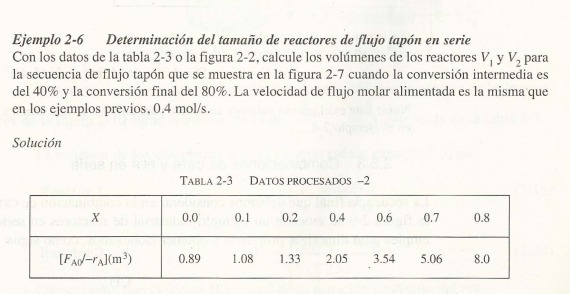 Ejemplo 2-6 Determinación del tamaño de reactores de flujo tapón en serie
Con los datos de la tabla 2-3 o la figura 2-2, calcule los volúmenes de los reactores V₁ y V₂ para
la secuencia de flujo tapón que se muestra en la figura 2-7 cuando la conversión intermedia es
del 40% y la conversión final del 80%. La velocidad de flujo molar alimentada es la misma que
en los ejemplos previos, 0.4 mol/s.
Solución
TABLA 2-3 DATOS PROCESADOS –2
X 0.0 0.1 0.2 0.4 0.6 0.7 0.8
[F_A0/–r_A](m³) 0.89 1.08 1.33 2.05 3.54 5.06 8.0